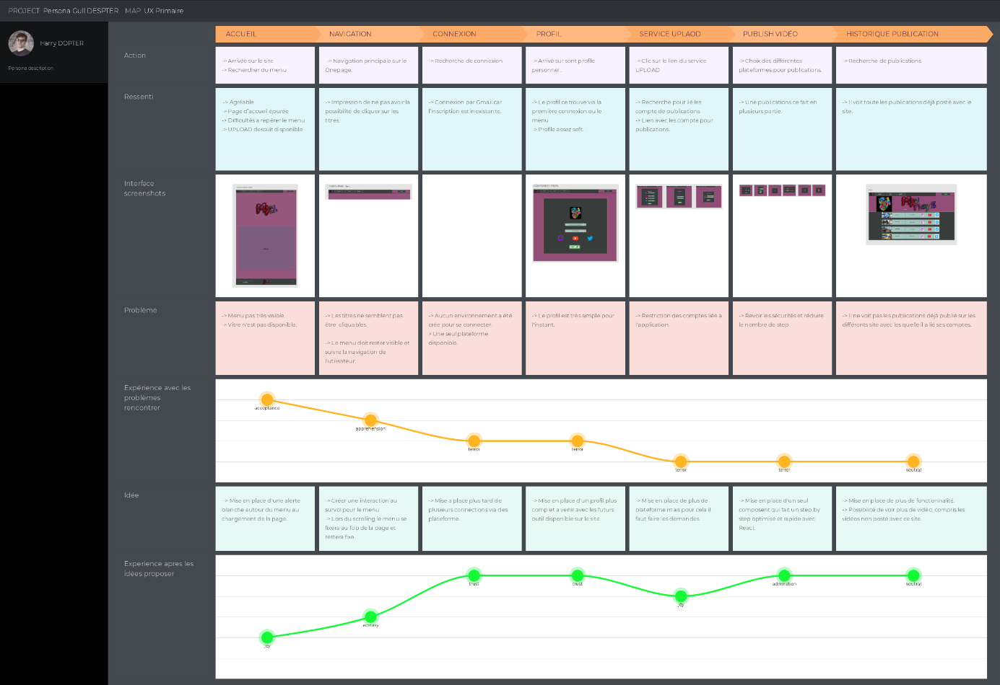 PROJECT: Persona Gull DESPTER MAP: UX Primaire
Harry DOPTER
Persona description
ACCUEIL
NAVIGATION
CONNEXION
PROFIL
SERVICE UPLAOD
PUBLISH VIDÉO
HISTORIQUE PUBLICATION
Action
-> Arrivée sur le site
-> Rechercher du menu
-> Navigation principale sur le
Onepage.
-> Recherche de connexion
-> Arrivé sur sont profile
personnel .
-> Clic sur le lien du service
UPLOAD
-> Choix des différentes
plateformes pour publications.
-> Recherche de publications
Ressenti
-> Agréable
-> Page d'accueil épurée
-> Difficultés a repérer le menu
-> UPLOAD dessuit disponible
-> Impression de ne pas avoir la
possibilité de cliquer sur les
titres.
-> Connexion par Gmail car
l'inscription est inexistante.
-> Le profil ce trouve via la
première connexion ou le
menu
-> Profile assez soft. .
-> Recherche pour lié les
compte de publications
-> Lien avec les compte pour
publications.
-> Une publications ce fait en
plusieurs partie.
-> Il voit toute les publications déjà posté avec le
site.
Interface
screenshots
Problème
-> Menu pas très visible.
-> Vitre n'est pas disponible.
-> Les titres ne semblent pas
être cliquables.
-> Le menu doit rester visible et
suivre la navigation de
l'utilisateur.
-> Aucun environnement a été
crée pour se connecter.
> Une seul plateforme
disponible.
-> Le profil est très simple pour
l'instant.
-> Restriction des comptes liée a
l'application.
-> Revoir les sécurités et rédure
le nombre de step.
-> Il ne voit pas les publications déjà publié sur les
différents site avec les quelle il a lié ses comptes.
Expérience avec les
problèmes
rencontrer
acceptance
apprehension
terror
terror
terror
terror
neutral
Idée
-> Mise en place d'une alerte
blanche autour du menu au
chargement de la page.
-> Créer une interaction au
survol pour le menu
-> Lors du scrolling le menu se
fixera au Top de la page et
restera fixe
-> Mise a place plus tard de
plusieurs connections via des
plateforme.
-> Mise en place d'un profil plus
complet a venir avec les futurs
outil disponible sur le site.
-> Mise en place de plus de
plateforme mais pour cela il
faut faire les demandes.
-> Mise en place d'un seul
composent qui fait un step by
step optimisé et rapide avec
React.
-> Mise en place de plus de fonctionnalité.
-> Possibilité de voir plus de vidéo, compris les
vidéos non posté avec ce site.
Experience apres les
idées proposer
joy
ecstasy
trust
trust
joy
admiration
neutral